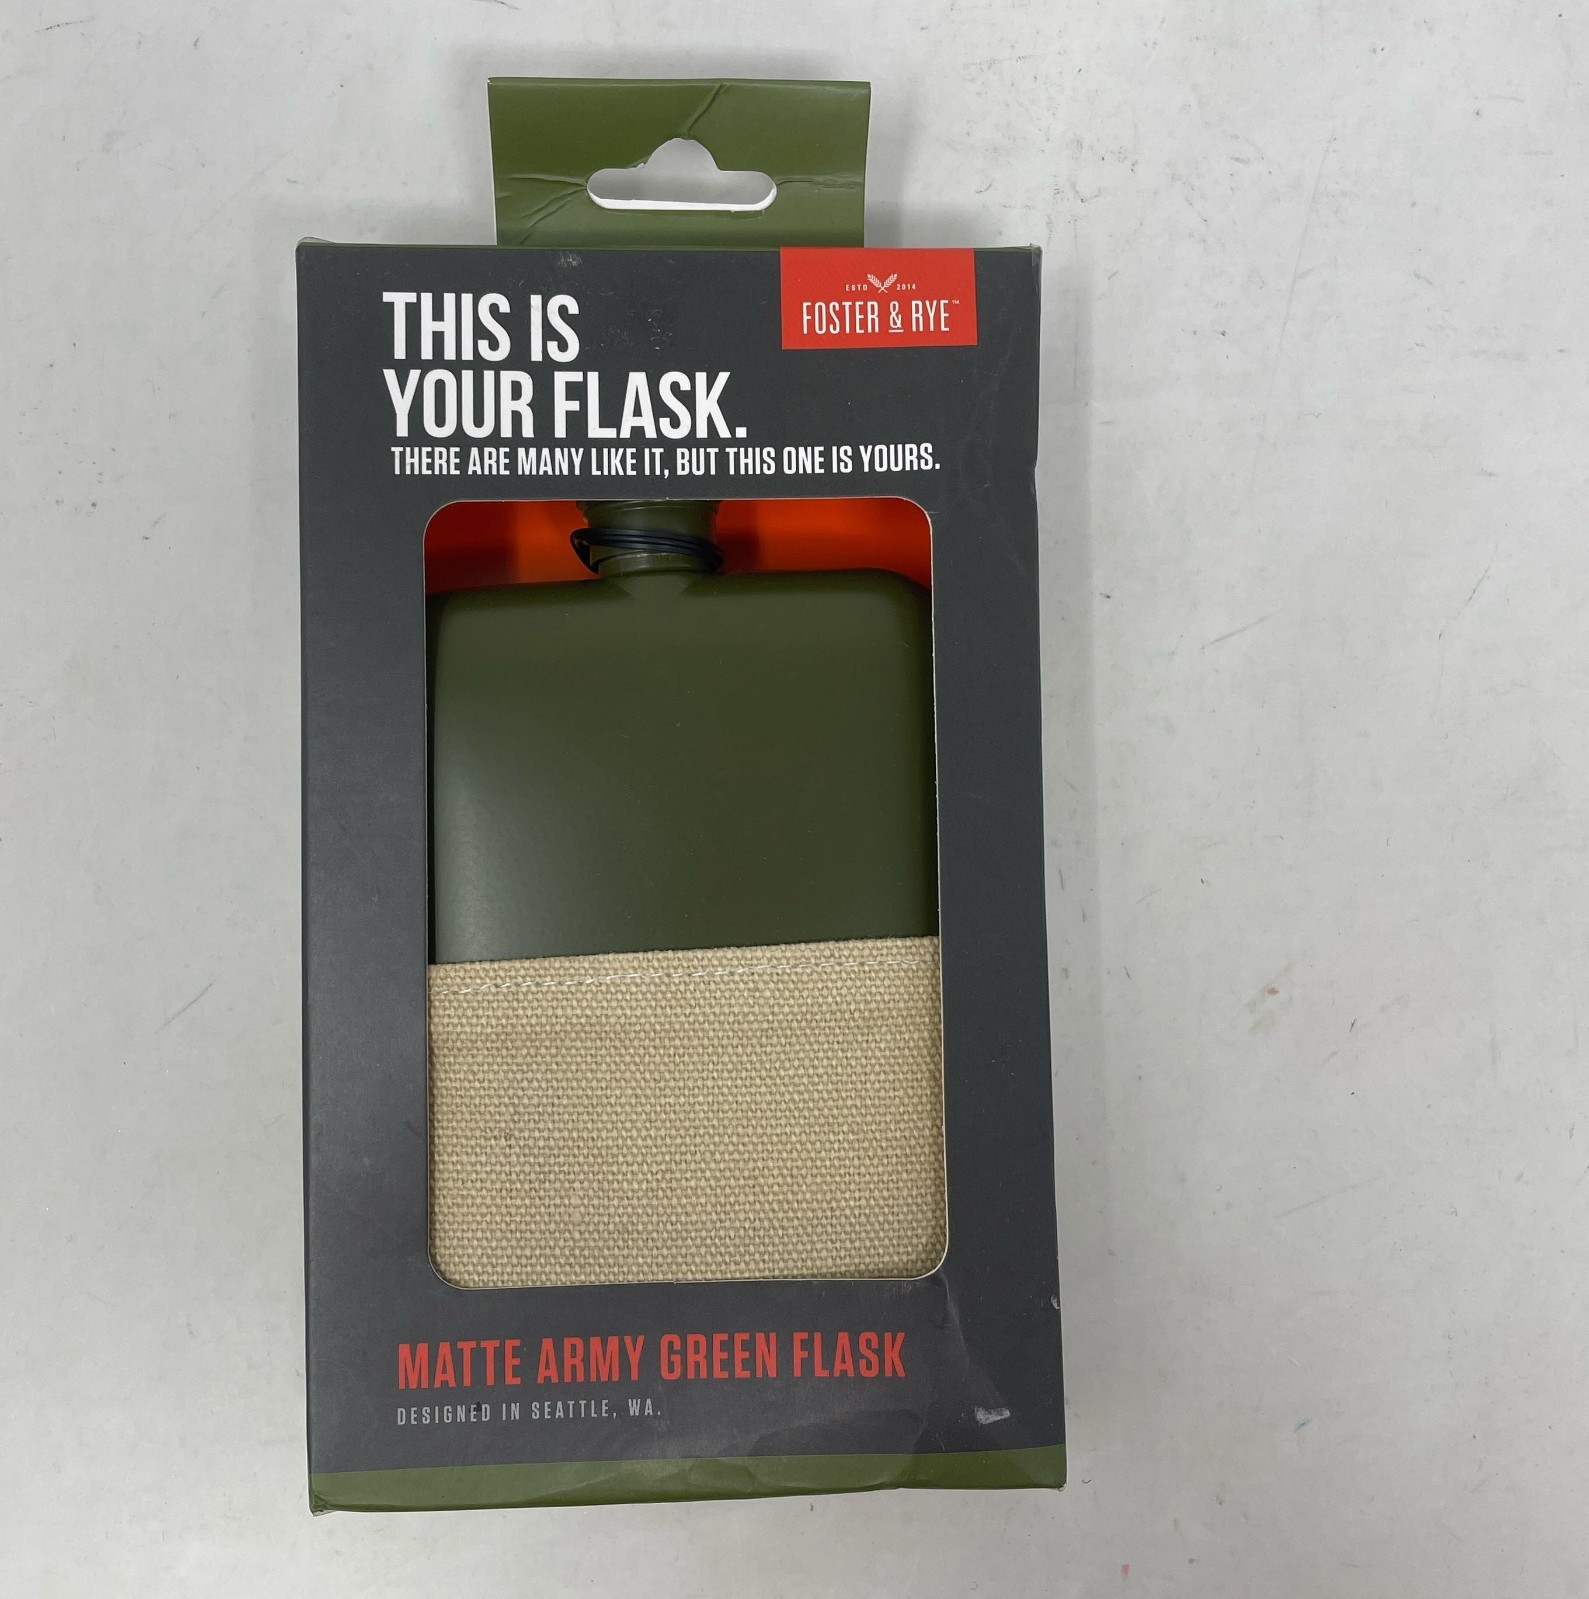 ESTD 2014
FOSTER & RYE™
THIS IS
YOUR FLASK.
THERE ARE MANY LIKE IT, BUT THIS ONE IS YOURS.
MATTE ARMY GREEN FLASK
DESIGNED IN SEATTLE, WA.